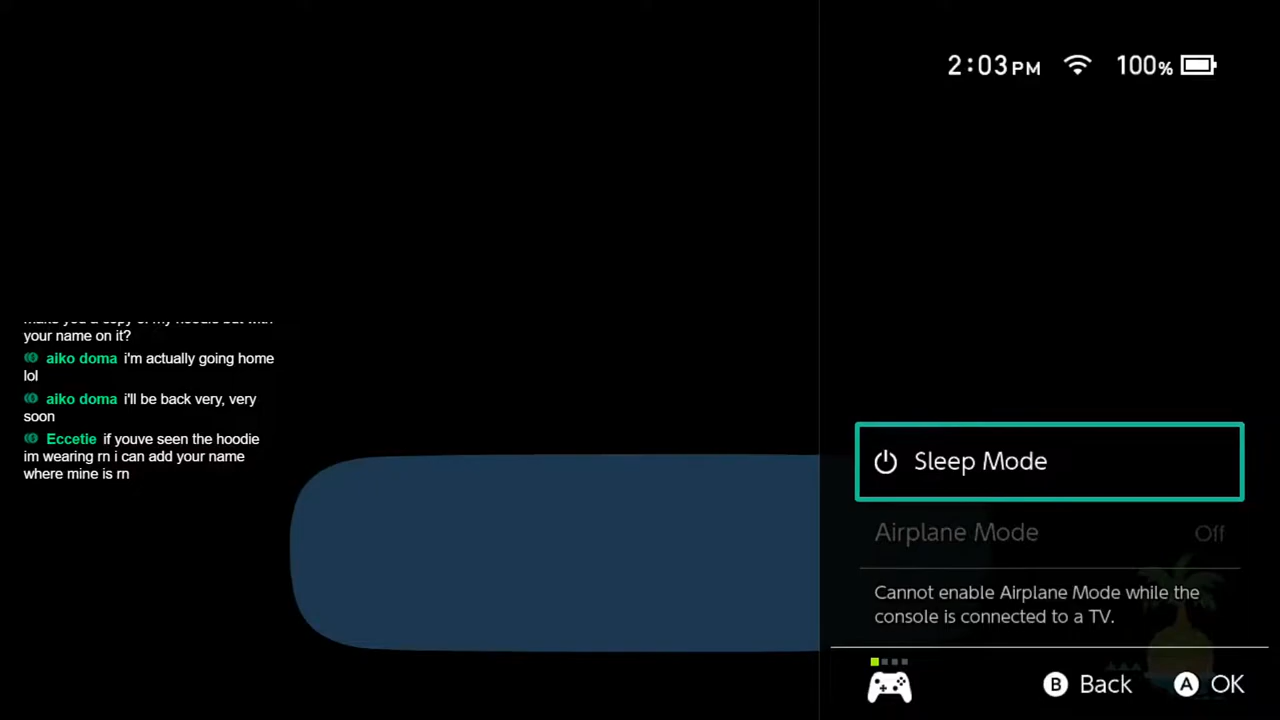 2:03PM 100%
your name on it?
aiko doma i'm actually going home
lol
aiko doma i'll be back very, very
soon
Eccetie if youve seen the hoodie
im wearing rn i can add your name
where mine is rn
Sleep Mode
Airplane Mode Off
Cannot enable Airplane Mode while the
console is connected to a TV.
B Back A OK